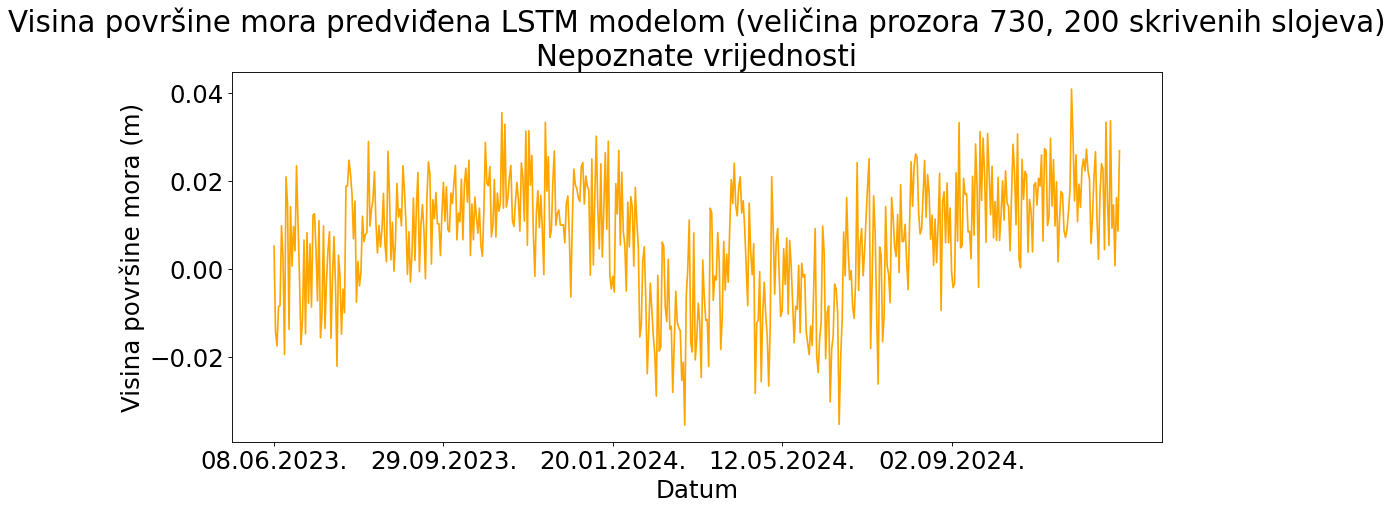 Visina površine mora predviđena LSTM modelom (veličina prozora 730, 200 skrivenih slojeva)
Nepoznate vrijednosti
Visina površine mora (m)
0.04
0.02
0.00
−0.02
08.06.2023.
29.09.2023.
20.01.2024.
12.05.2024.
02.09.2024.
Datum